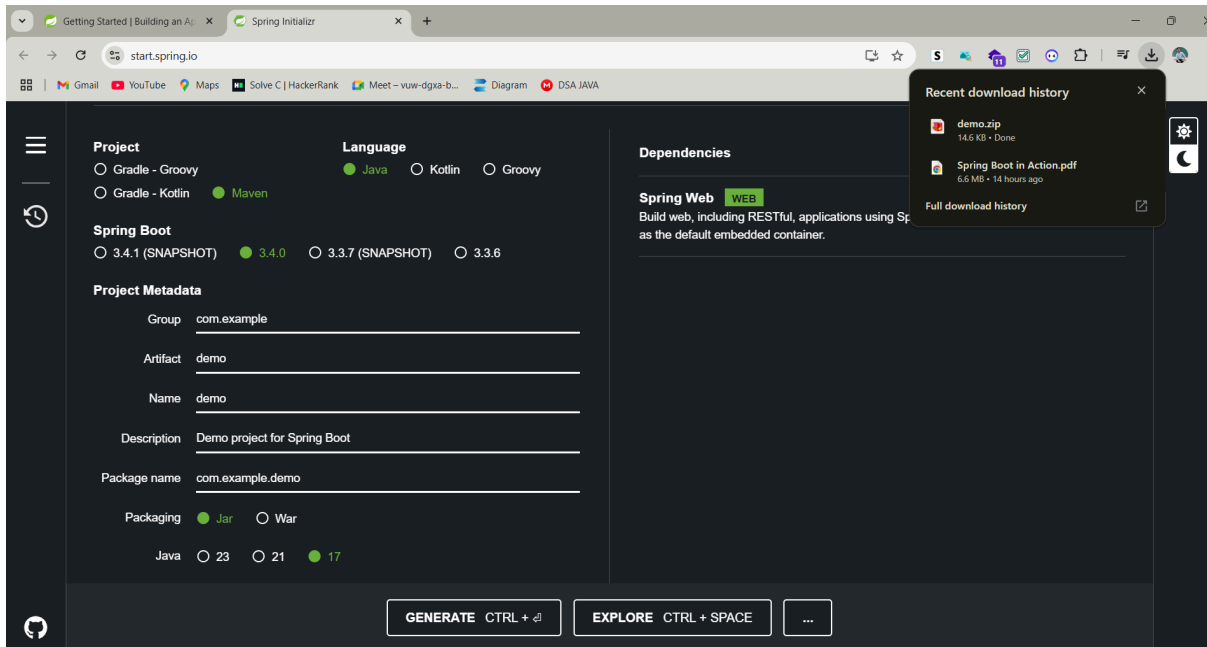 Getting Started | Building an Ap
Spring Initializr
start.spring.io
S
11
Gmail
YouTube
Maps
Solve C | HackerRank
Meet – vuw-dgxa-b...
Diagram
DSA JAVA
Recent download history
demo.zip
14.6 KB • Done
Spring Boot in Action.pdf
6.6 MB • 14 hours ago
Full download history
Project
Gradle - Groovy
Gradle - Kotlin Maven
Language
Java Kotlin Groovy
Spring Boot
3.4.1 (SNAPSHOT) 3.4.0 3.3.7 (SNAPSHOT) 3.3.6
Project Metadata
Group com.example
Artifact demo
Name demo
Description Demo project for Spring Boot
Package name com.example.demo
Packaging Jar War
Java 23 21 17
Dependencies
Spring Web WEB
Build web, including RESTful, applications using Sp
as the default embedded container.
GENERATE CTRL + ⏎
EXPLORE CTRL + SPACE
...